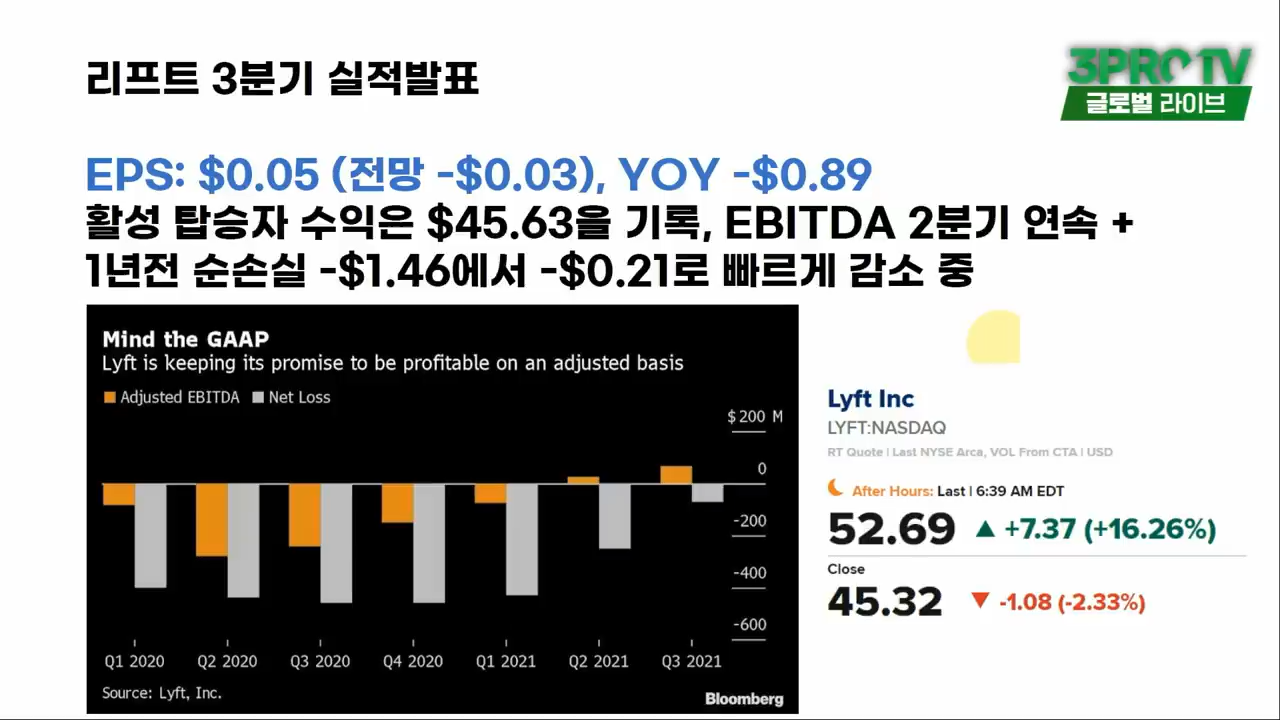 리프트 3분기 실적발표
3PROTV
글로벌 라이브
EPS: $0.05 (전망 -$0.03), YOY -$0.89
활성 탑승자 수익은 $45.63을 기록, EBITDA 2분기 연속 +
1년전 순손실 -$1.46에서 -$0.21로 빠르게 감소 중
Mind the GAAP
Lyft is keeping its promise to be profitable on an adjusted basis
Adjusted EBITDA Net Loss
$200 M
0
-200
-400
-600
Q1 2020 Q2 2020 Q3 2020 Q4 2020 Q1 2021 Q2 2021 Q3 2021
Source: Lyft, Inc.
Bloomberg
Lyft Inc
LYFT:NASDAQ
RT Quote | Last NYSE Arca, VOL From CTA | USD
After Hours: Last | 6:39 AM EDT
52.69 ▲ +7.37 (+16.26%)
Close
45.32 ▼ -1.08 (-2.33%)